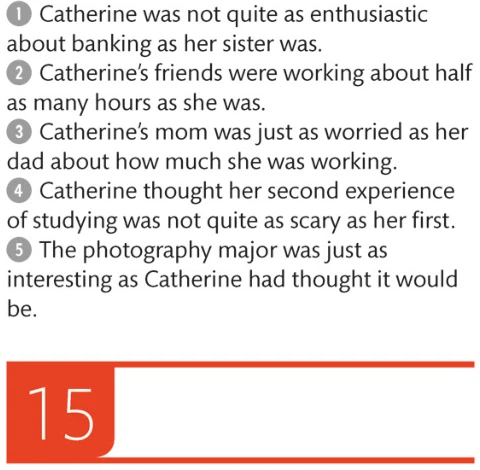 1 Catherine was not quite as enthusiastic
about banking as her sister was.
2 Catherine's friends were working about half
as many hours as she was.
3 Catherine's mom was just as worried as her
dad about how much she was working.
4 Catherine thought her second experience
of studying was not quite as scary as her first.
5 The photography major was just as
interesting as Catherine had thought it would
be.
15